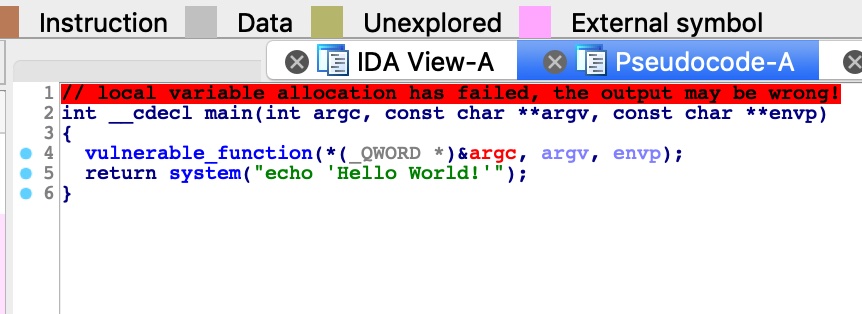 Instruction Data Unexplored External symbol
IDA View-A Pseudocode-A
1 // local variable allocation has failed, the output may be wrong!
2 int __cdecl main(int argc, const char **argv, const char **envp)
3 {
4   vulnerable_function(*(_QWORD *)&argc, argv, envp);
5   return system("echo 'Hello World!'");
6 }